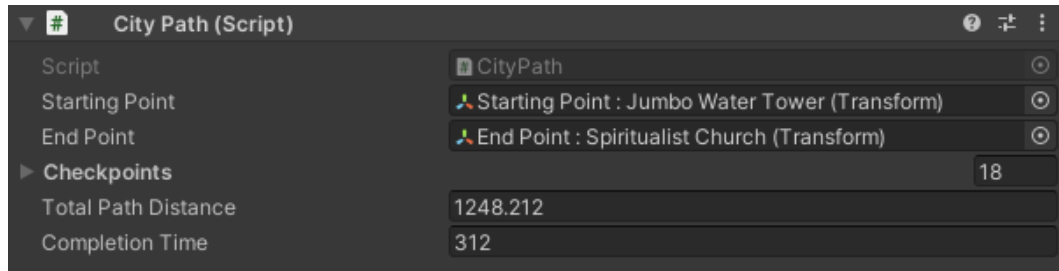 # City Path (Script)
Script # CityPath
Starting Point Starting Point : Jumbo Water Tower (Transform)
End Point End Point : Spiritualist Church (Transform)
Checkpoints 18
Total Path Distance 1248.212
Completion Time 312